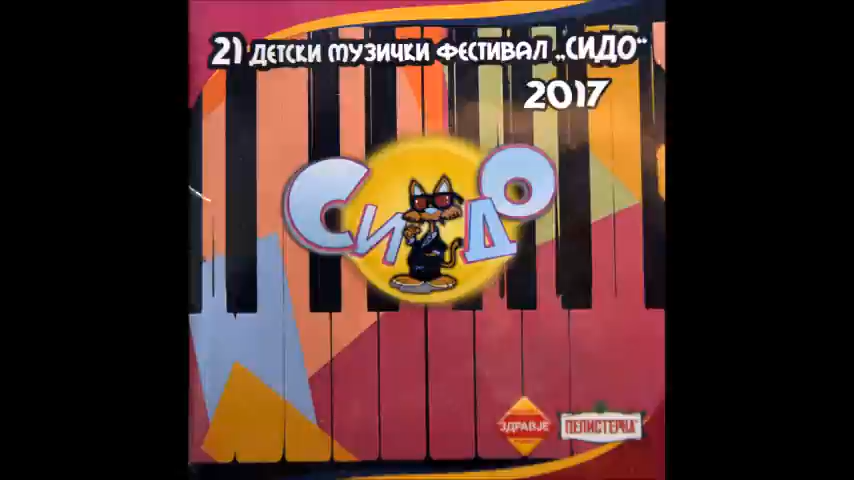 21 ДЕТСКИ МУЗИЧКИ ФЕСТИВАЛ „СИДО“
2017
СИДО
ЗДРАВЈЕ
ПЕЛИСТЕРКА